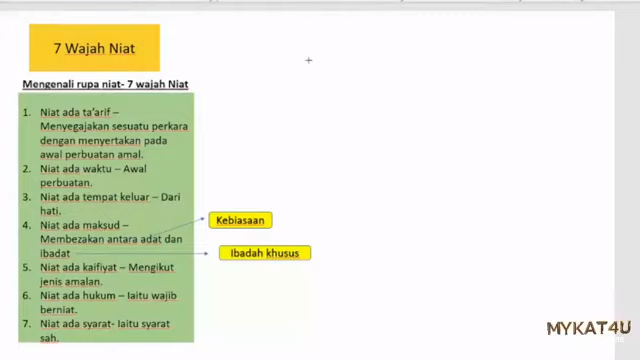 7 Wajah Niat
Mengenali rupa niat- 7 wajah Niat
1. Niat ada ta'arif –
Menyegajakan sesuatu perkara
dengan menyertakan pada
awal perbuatan amal.
2. Niat ada waktu – Awal
perbuatan.
3. Niat ada tempat keluar – Dari
hati.
4. Niat ada maksud –
Membezakan antara adat dan
ibadat
5. Niat ada kaifiyat – Mengikut
jenis amalan.
6. Niat ada hukum – Iaitu wajib
berniat.
7. Niat ada syarat- Iaitu syarat
sah.
Kebiasaan
Ibadah khusus
MYKAT4U